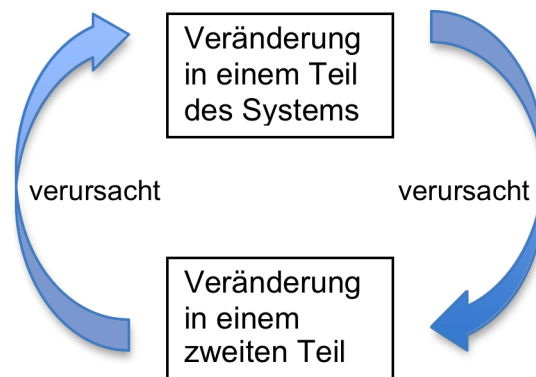 Veränderung
in einem Teil
des Systems
verursacht
verursacht
Veränderung
in einem
zweiten Teil